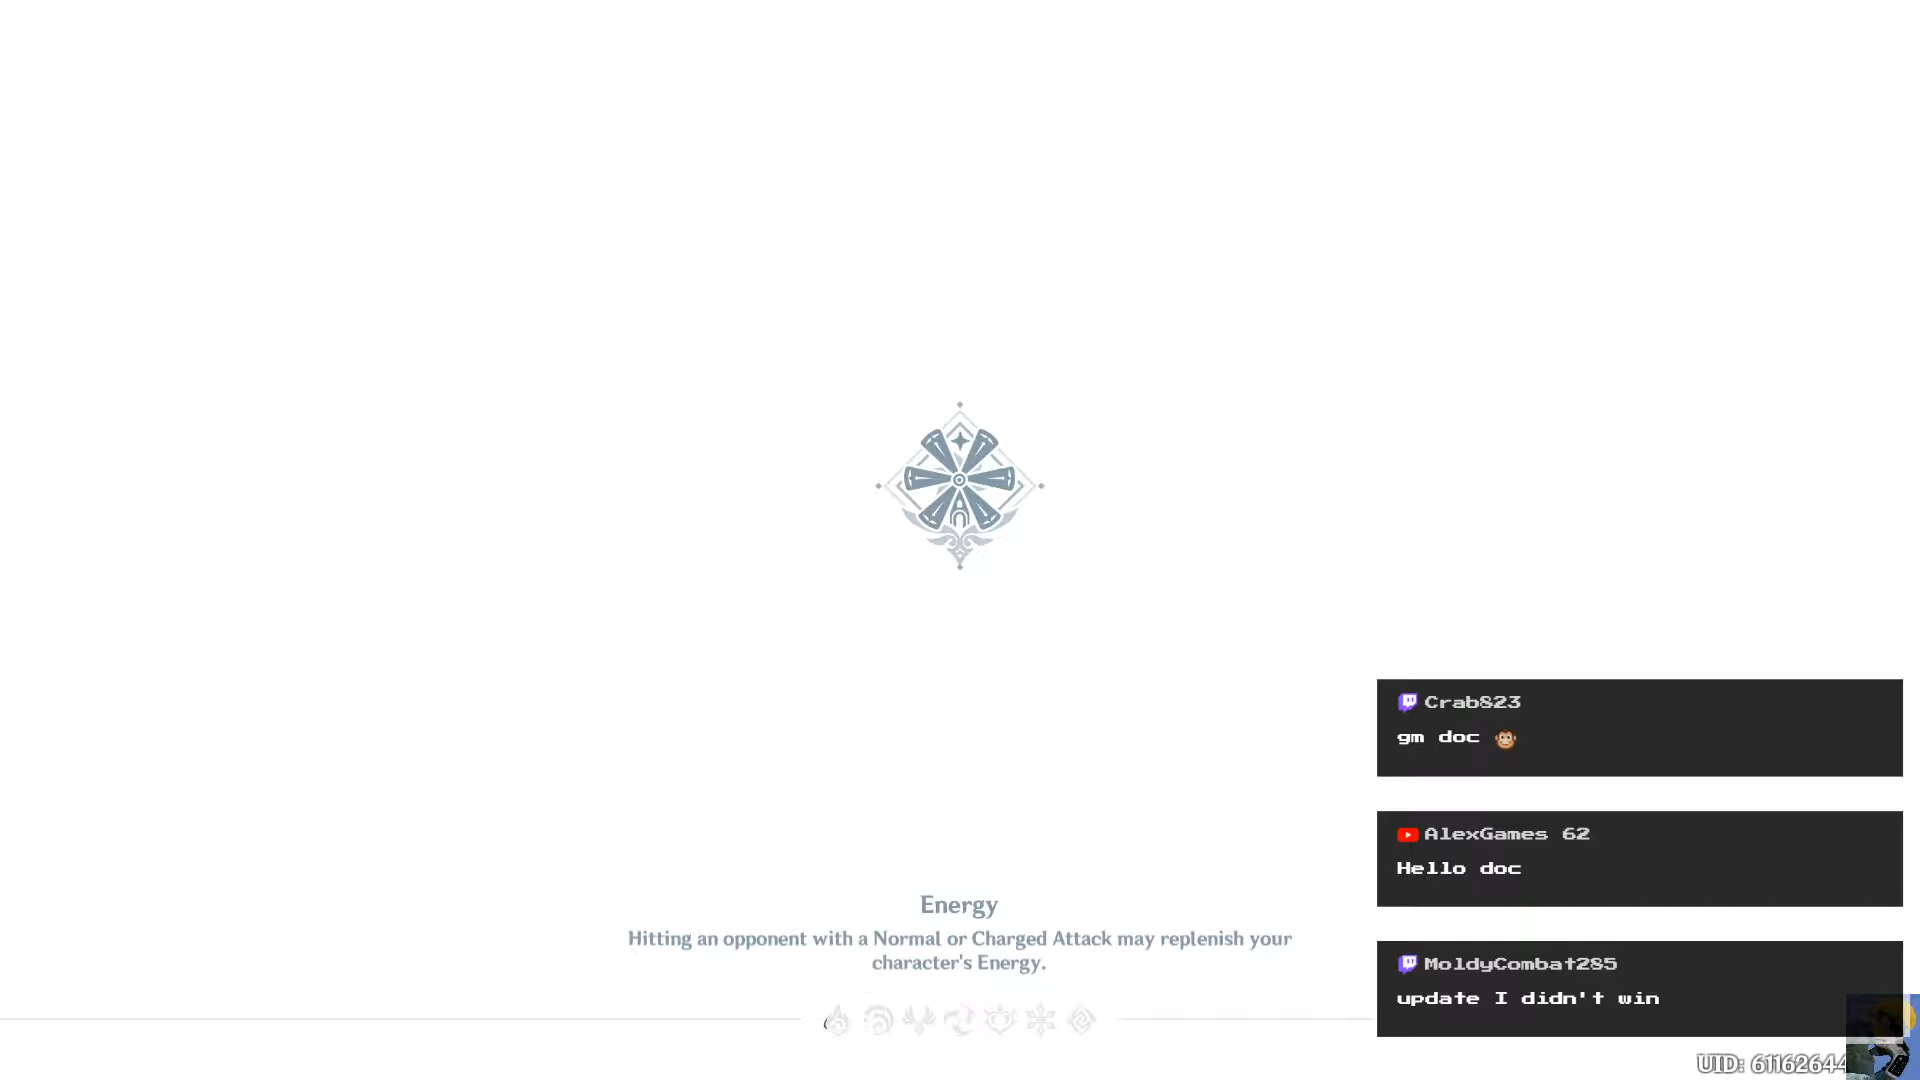 Crab823
gm doc
AlexGames 62
Hello doc
Energy
Hitting an opponent with a Normal or Charged Attack may replenish your
character's Energy.
MoldyCombat285
update I didn't win
UID: 61162644